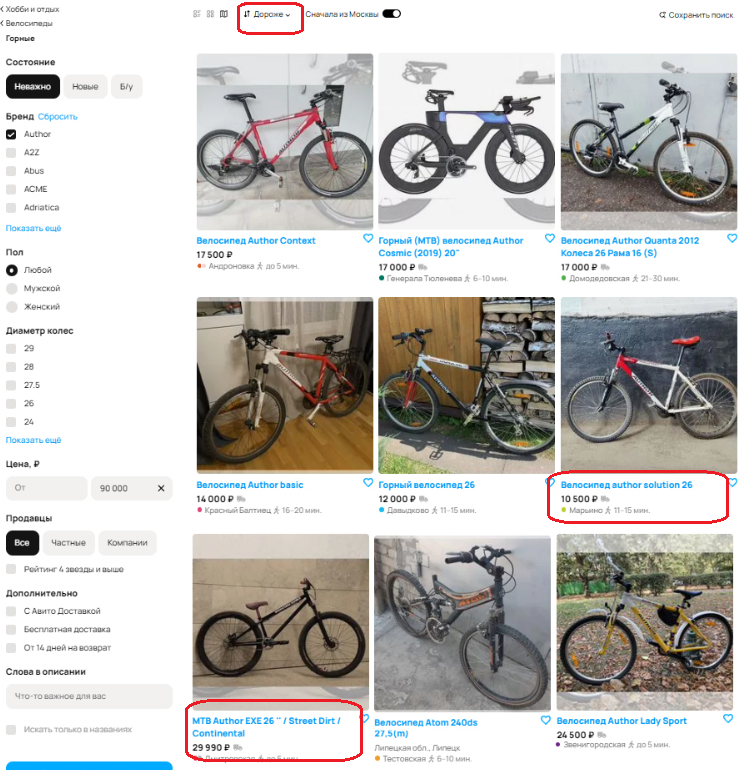 Хобби и отдых
Велосипеды
Горные
Дороже
Сначала из Москвы
Сохранить поиск
Состояние
Неважно
Новые
Б/у
Бренд Сбросить
Author
A2Z
Abus
ACME
Adriatica
Показать ещё
Пол
Любой
Мужской
Женский
Диаметр колес
29
28
27.5
26
24
Показать ещё
Цена, ₽
От
90 000
Продавцы
Все
Частные
Компании
Рейтинг 4 звезды и выше
Дополнительно
С Авито Доставкой
Бесплатная доставка
От 14 дней на возврат
Слова в описании
Что-то важное для вас
Искать только в названиях
Велосипед Author Context
17 500 ₽
Андроновка до 5 мин.
Горный (MTB) велосипед Author
Cosmic (2019) 20"
17 000 ₽
Генерала Тюленева 6–10 мин.
Велосипед Author Quanta 2012
Колеса 26 Рама 16 (S)
17 000 ₽
Домодедовская 21–30 мин.
Велосипед Author basic
14 000 ₽
Красный Балтиец 16–20 мин.
Горный велосипед 26
12 000 ₽
Давыдково 11–15 мин.
Велосипед author solution 26
10 500 ₽
Марьино 11–15 мин.
MTB Author EXE 26 " / Street Dirt /
Continental
29 990 ₽
Дмитровская до 5 мин.
Велосипед Atom 240ds
27,5(m)
Липецкая обл., Липецк
Тестовская 6–10 мин.
Велосипед Author Lady Sport
24 500 ₽
Звенигородская до 5 мин.